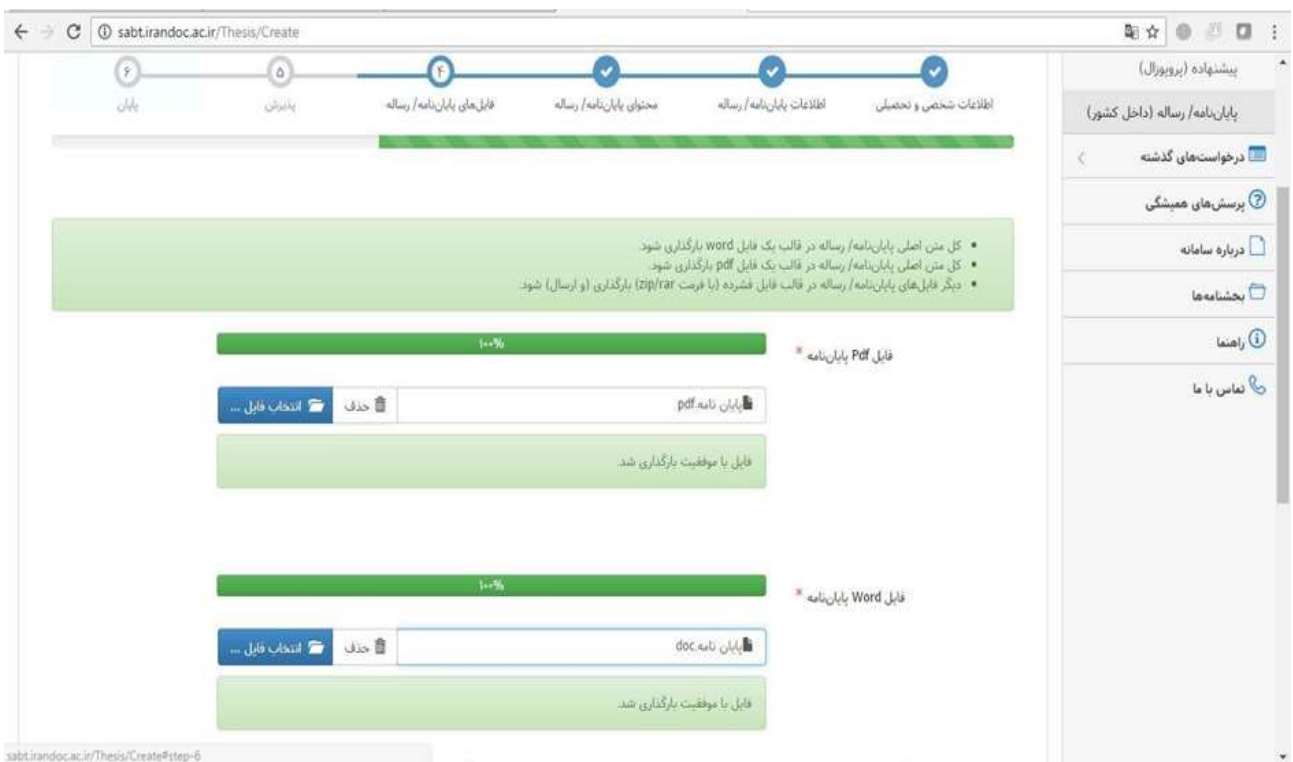 sabt.irandoc.ac.ir/Thesis/Create
پیشنهاده (پروپوزال)
پایان‌نامه/ رساله (داخل کشور)
درخواست‌های گذشته
پرسش‌های همیشگی
درباره سامانه
بخشنامه‌ها
راهنما
تماس با ما
۴ ۵ ۶
اطلاعات شخصی و تحصیلی اطلاعات پایان‌نامه/ رساله محتوای پایان‌نامه/ رساله فایل‌های پایان‌نامه/ رساله پذیرش پایان
کل متن اصلی پایان‌نامه/ رساله در قالب یک فایل word بارگذاری شود.
کل متن اصلی پایان‌نامه/ رساله در قالب یک فایل pdf بارگذاری شود.
دیگر فایل‌های پایان‌نامه/ رساله در قالب فایل فشرده (با فرمت zip/rar) بارگذاری (و ارسال) شود.
۱۰۰%
فایل Pdf پایان‌نامه *
پایان نامه.pdf حذف انتخاب فایل ...
فایل با موفقیت بارگذاری شد.
۱۰۰%
فایل Word پایان‌نامه *
پایان نامه.doc حذف انتخاب فایل ...
فایل با موفقیت بارگذاری شد.
sabt.irandoc.ac.ir/Thesis/Create#step-6